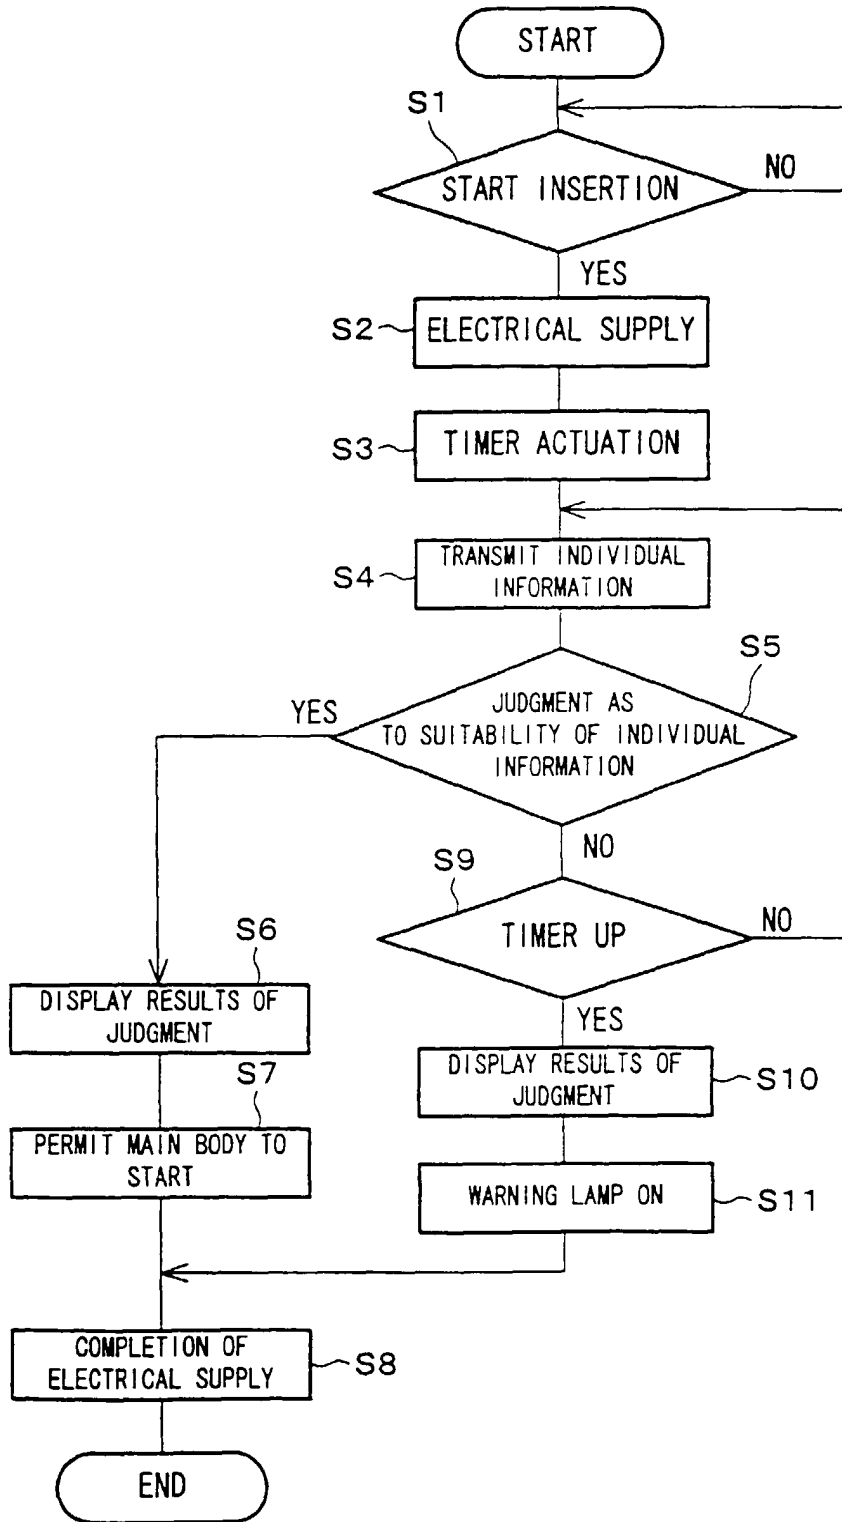 START
S1
START INSERTION
NO
YES
S2
ELECTRICAL SUPPLY
S3
TIMER ACTUATION
S4
TRANSMIT INDIVIDUAL
INFORMATION
S5
JUDGMENT AS
TO SUITABILITY OF INDIVIDUAL
INFORMATION
YES
NO
S9
TIMER UP
NO
YES
S6
DISPLAY RESULTS OF
JUDGMENT
S10
DISPLAY RESULTS OF
JUDGMENT
S7
PERMIT MAIN BODY TO
START
WARNING LAMP ON
S11
COMPLETION OF
ELECTRICAL SUPPLY
S8
END